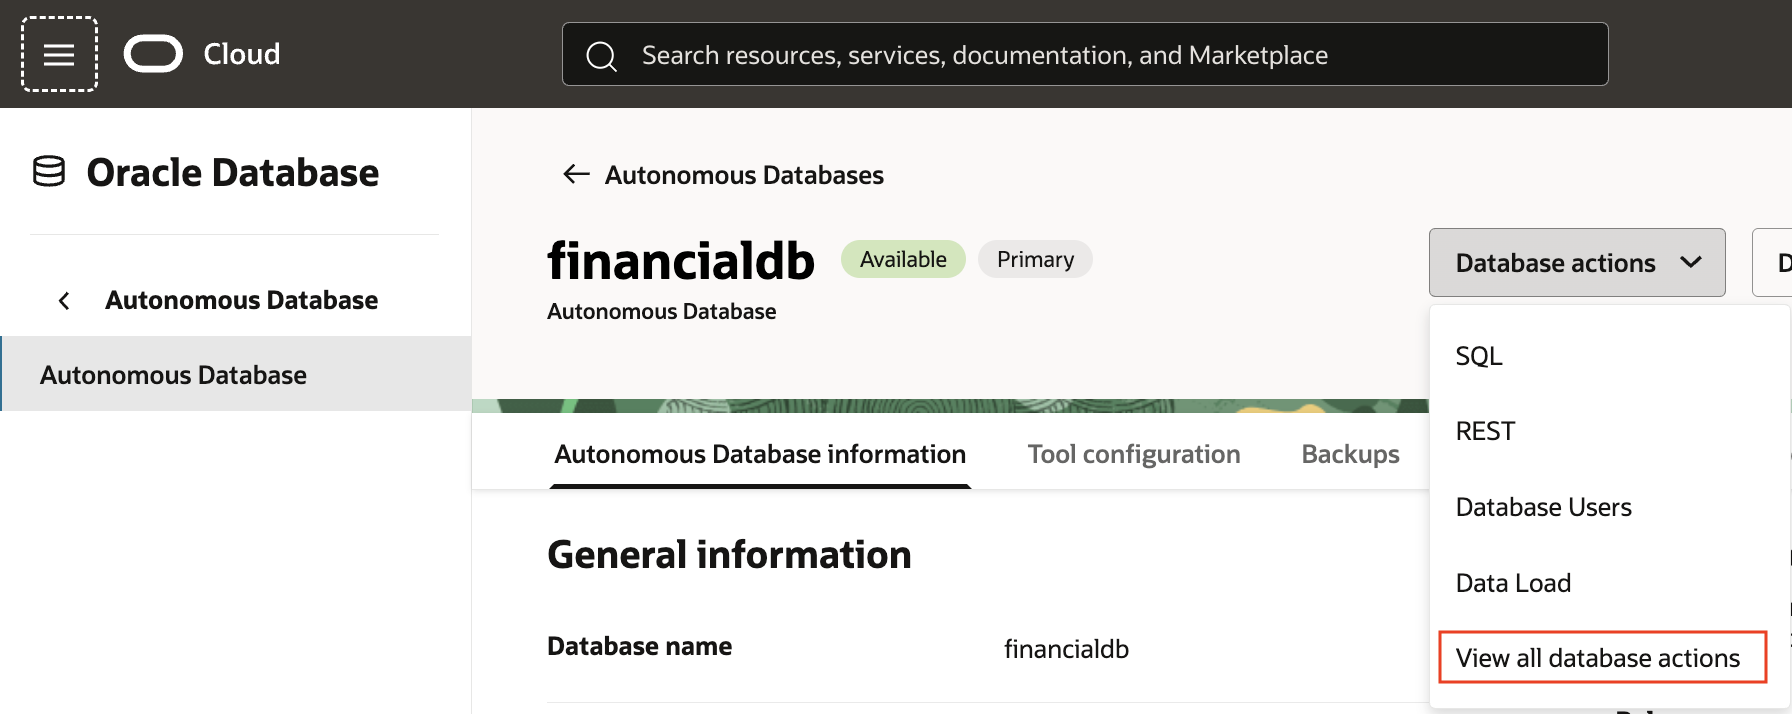 Cloud
Search resources, services, documentation, and Marketplace
Oracle Database
Autonomous Database
Autonomous Database
Autonomous Databases
financialdb
Available
Primary
Autonomous Database
Database actions
D
SQL
REST
Database Users
Data Load
View all database actions
Autonomous Database information
Tool configuration
Backups
General information
Database name
financialdb